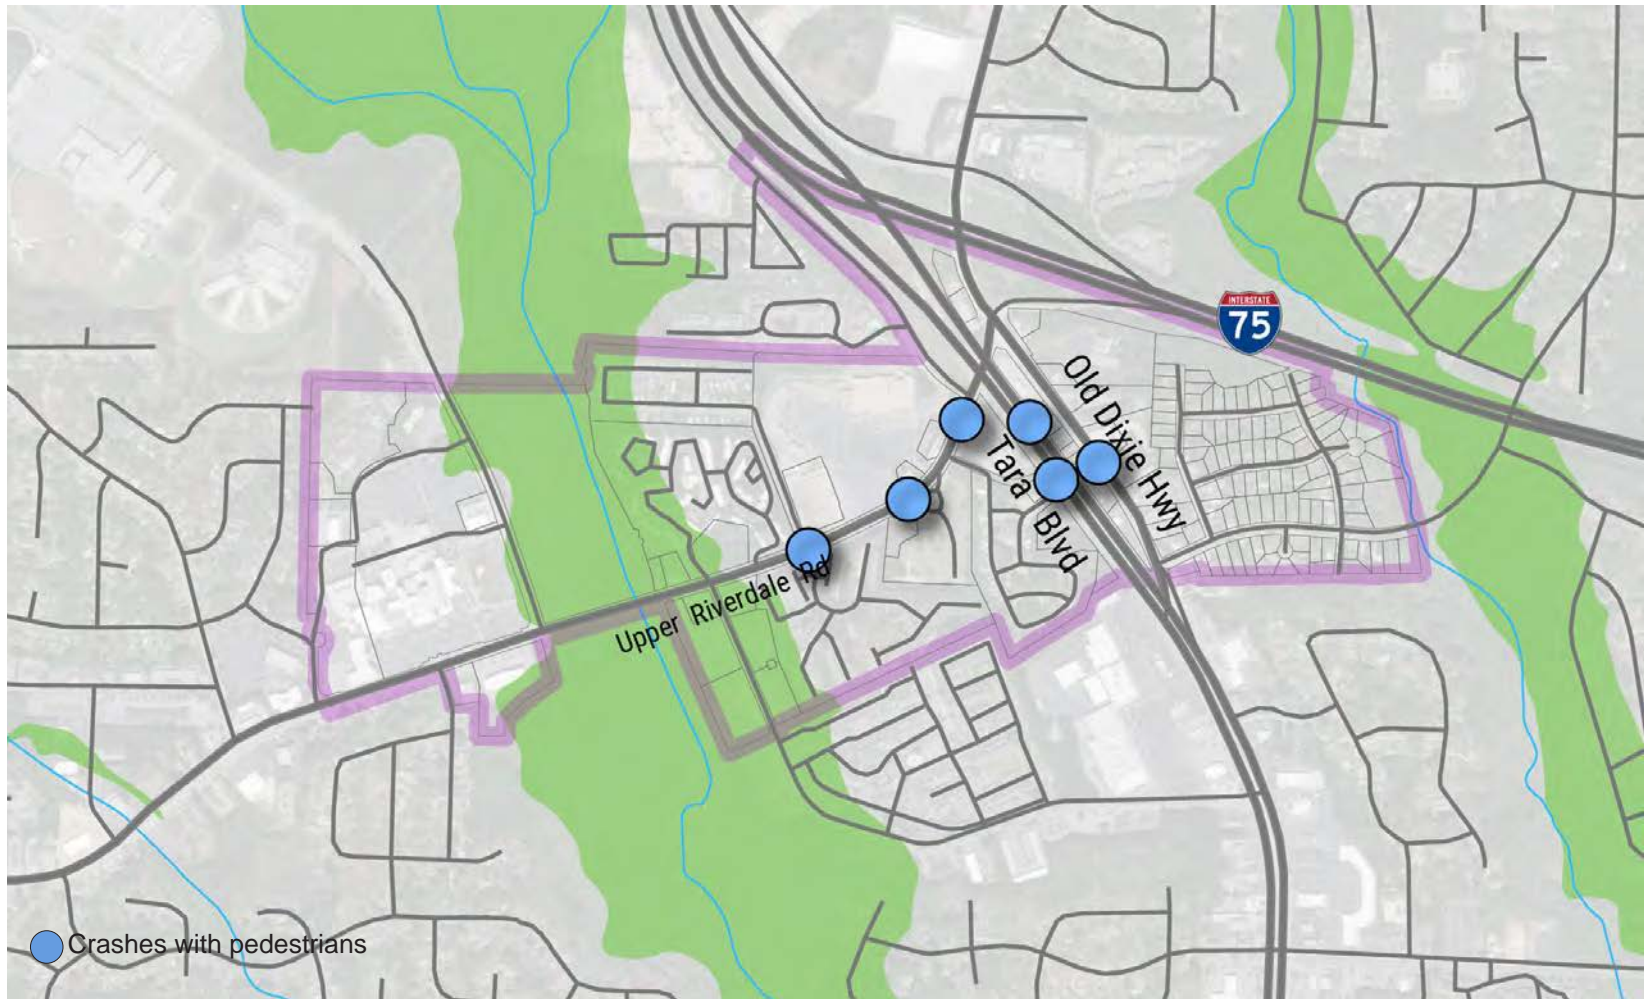 INTERSTATE
75
Old Dixie Hwy
Tara Blvd
Upper Riverdale Rd
Crashes with pedestrians